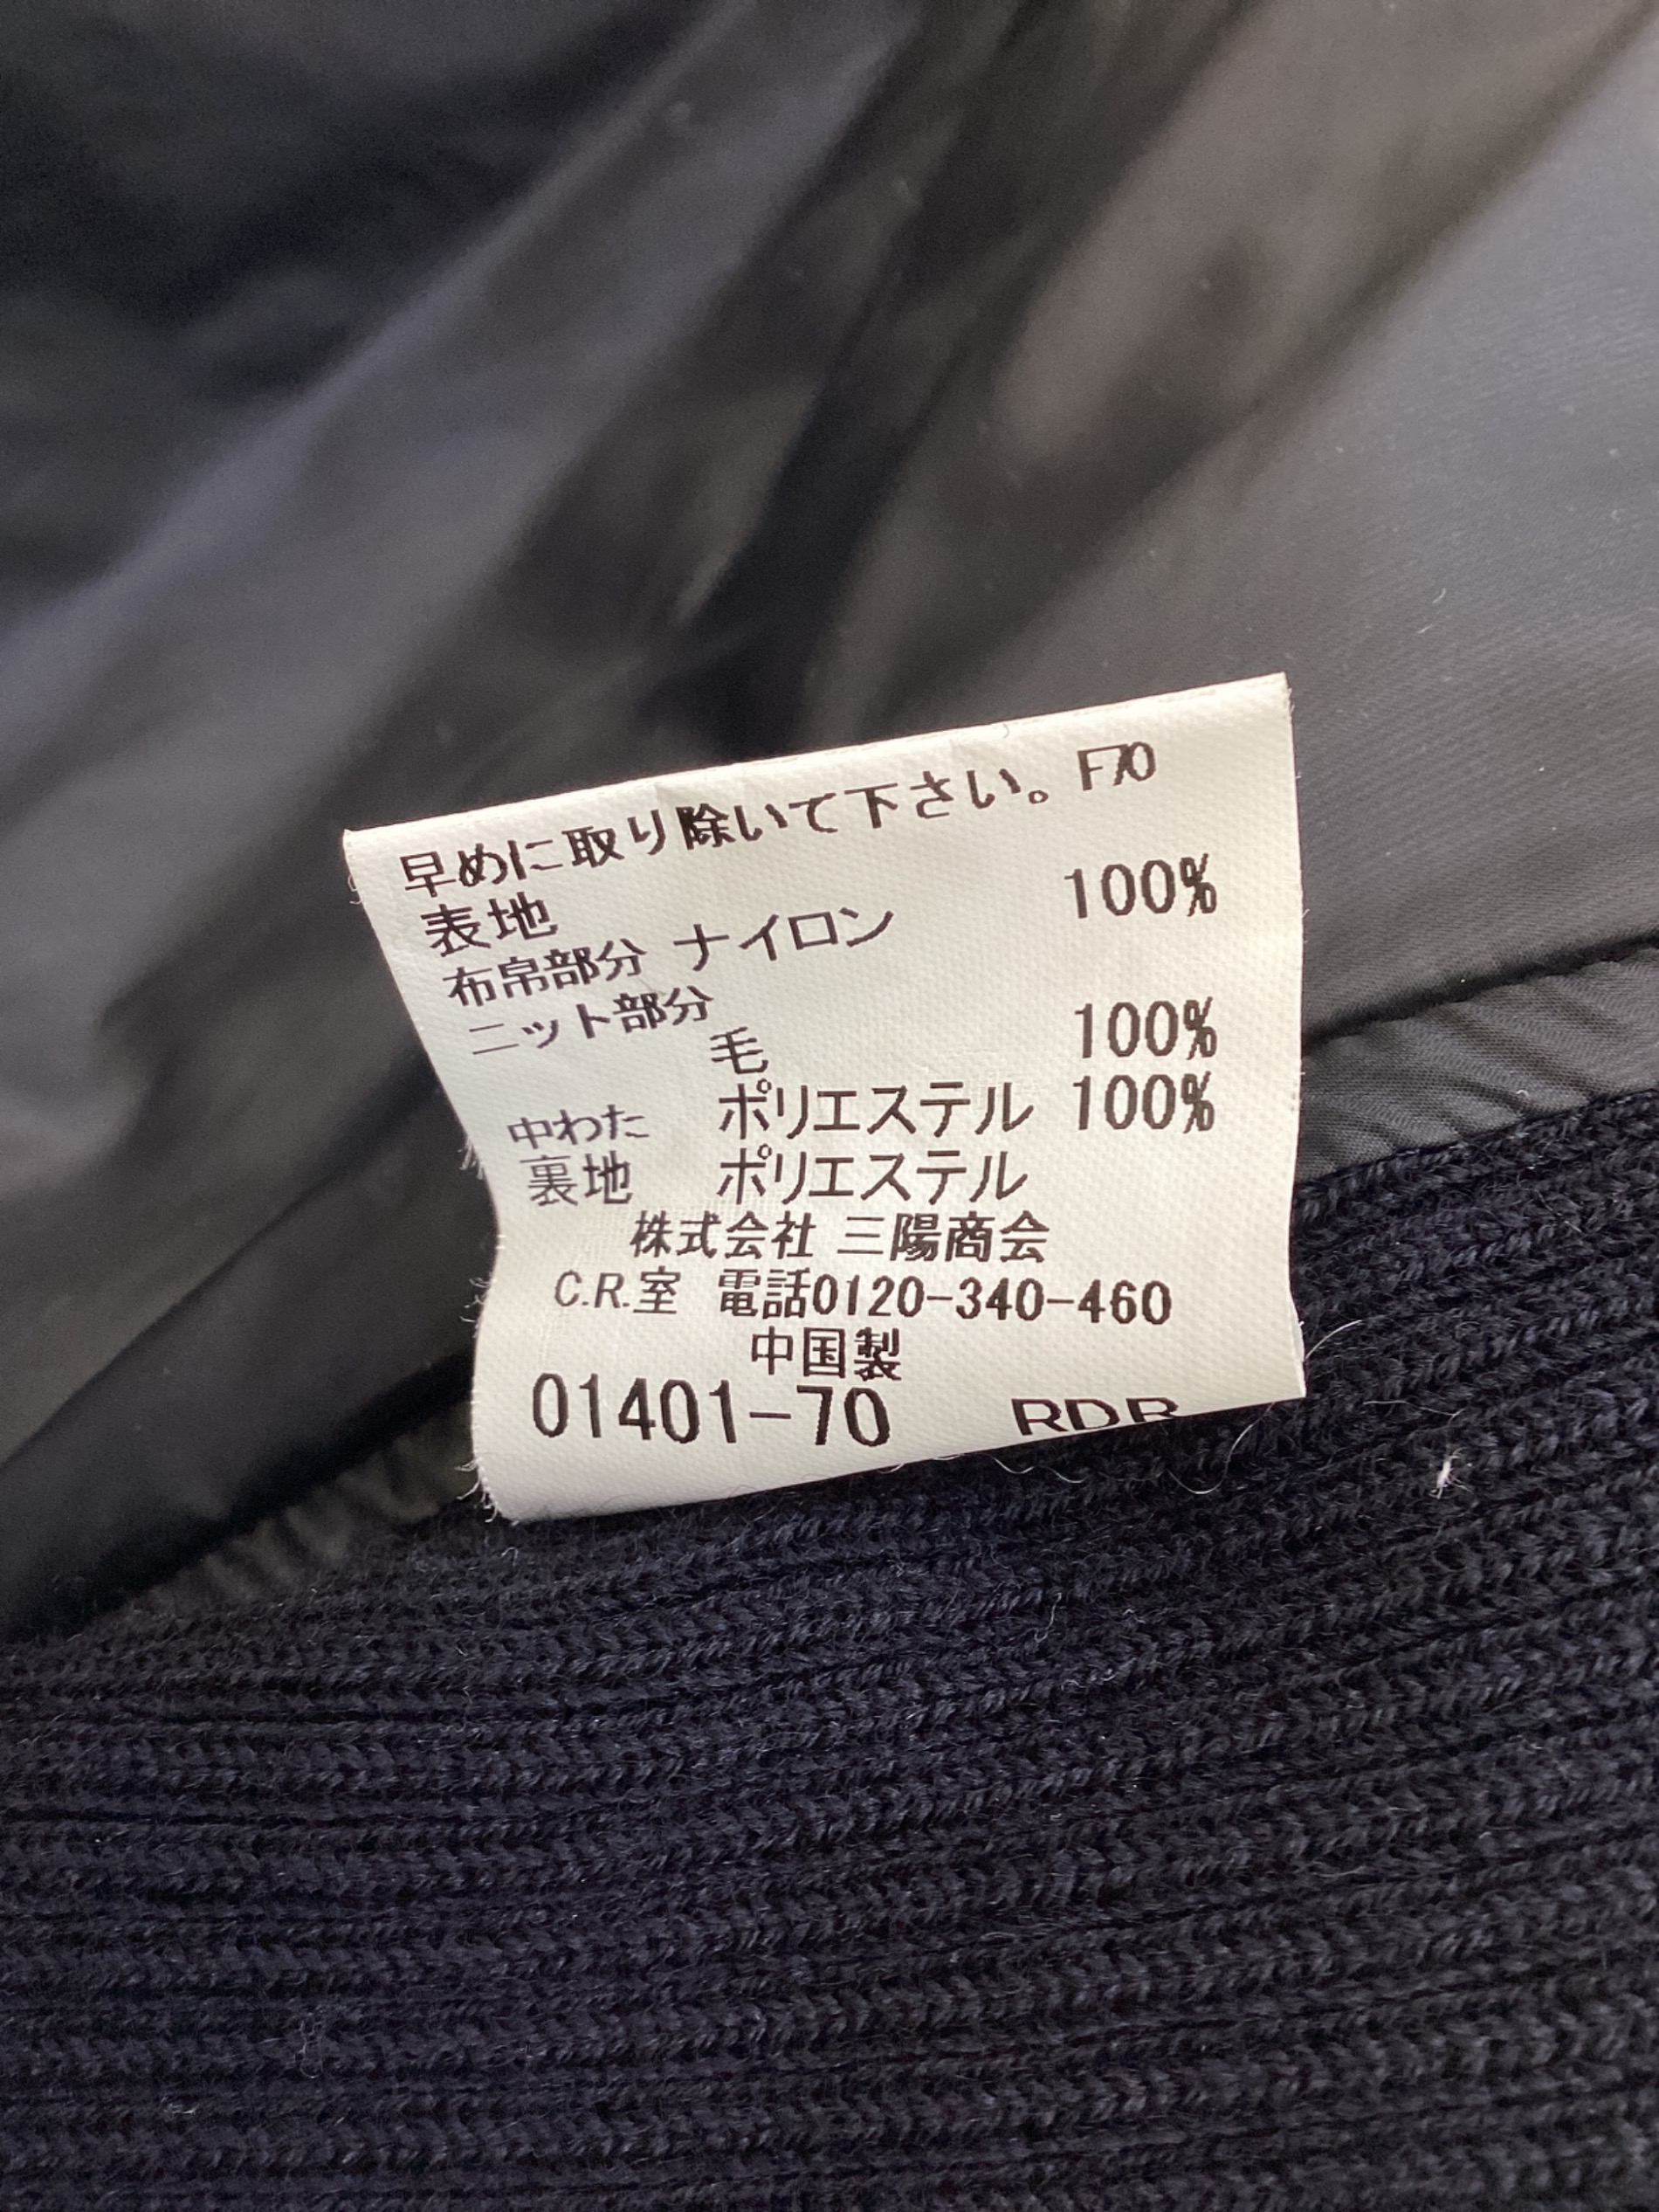 早めに取り除いて下さい。F70
表地
布帛部分 ナイロン 100%
ニット部分
毛 100%
中わた ポリエステル 100%
裏地 ポリエステル
株式会社 三陽商会
C.R.室 電話0120-340-460
中国製
01401-70